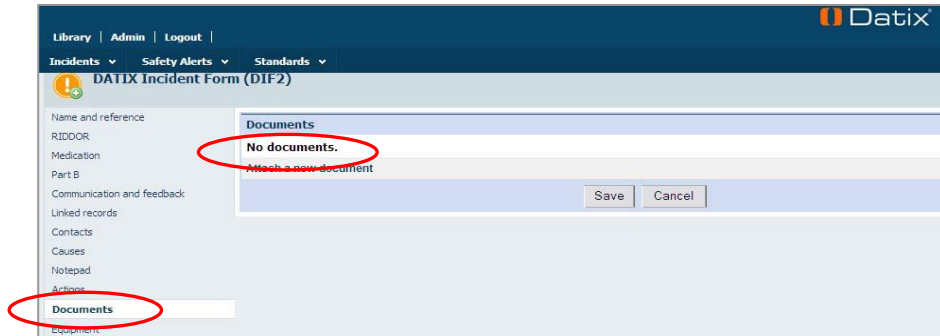 Datix
Library | Admin | Logout |
Incidents Safety Alerts Standards
DATIX Incident Form (DIF2)
Name and reference
RIDDOR
Medication
Part B
Communication and feedback
Linked records
Contacts
Causes
Notepad
Actions
Documents
Equipment
Documents
No documents.
Attach a new document
Save Cancel